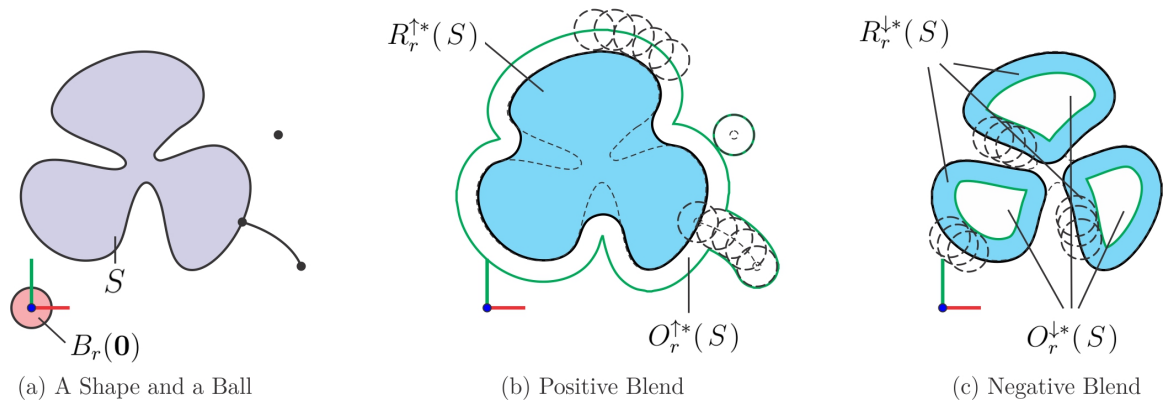 S
B_r(0)
(a) A Shape and a Ball
R_r^{↑*}(S)
O_r^{↑*}(S)
(b) Positive Blend
R_r^{↓*}(S)
O_r^{↓*}(S)
(c) Negative Blend